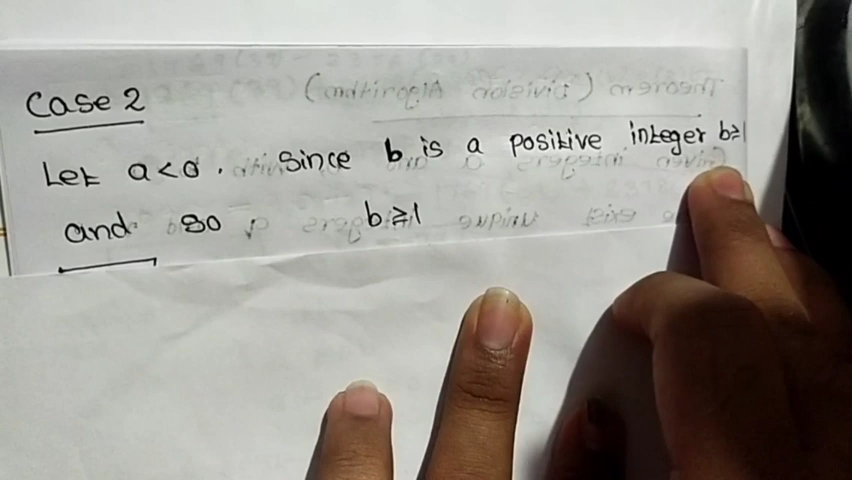 Case 2
Let a<0. Since b is a positive integer b≥1
and so b≥1